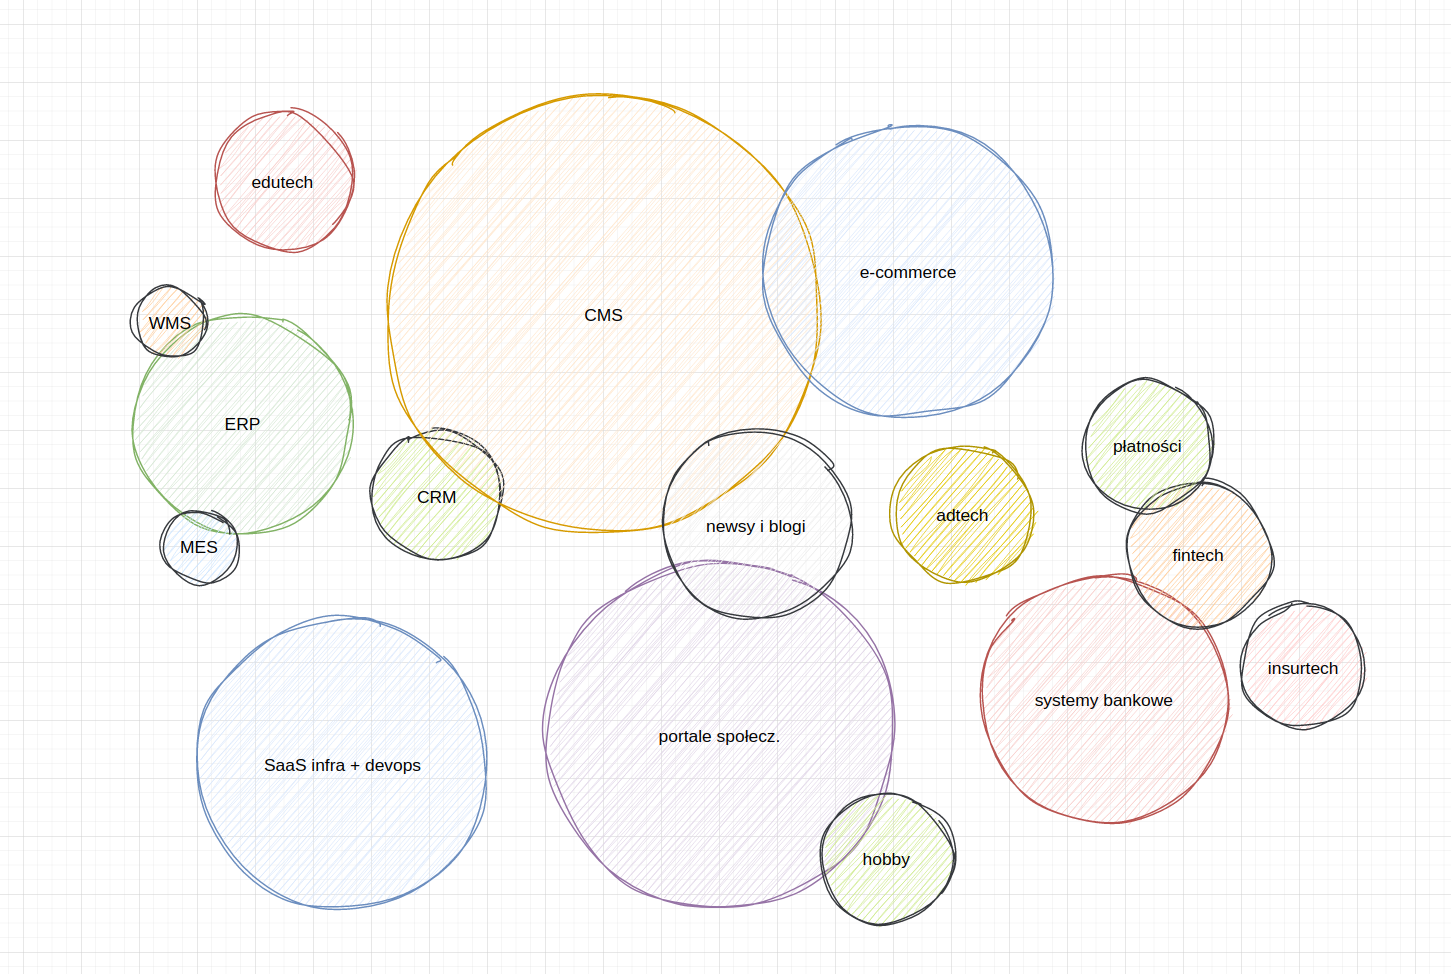 edutech
e-commerce
CMS
WMS
ERP
płatności
CRM
adtech
newsy i blogi
MES
fintech
insurtech
systemy bankowe
portale społecz.
SaaS infra + devops
hobby